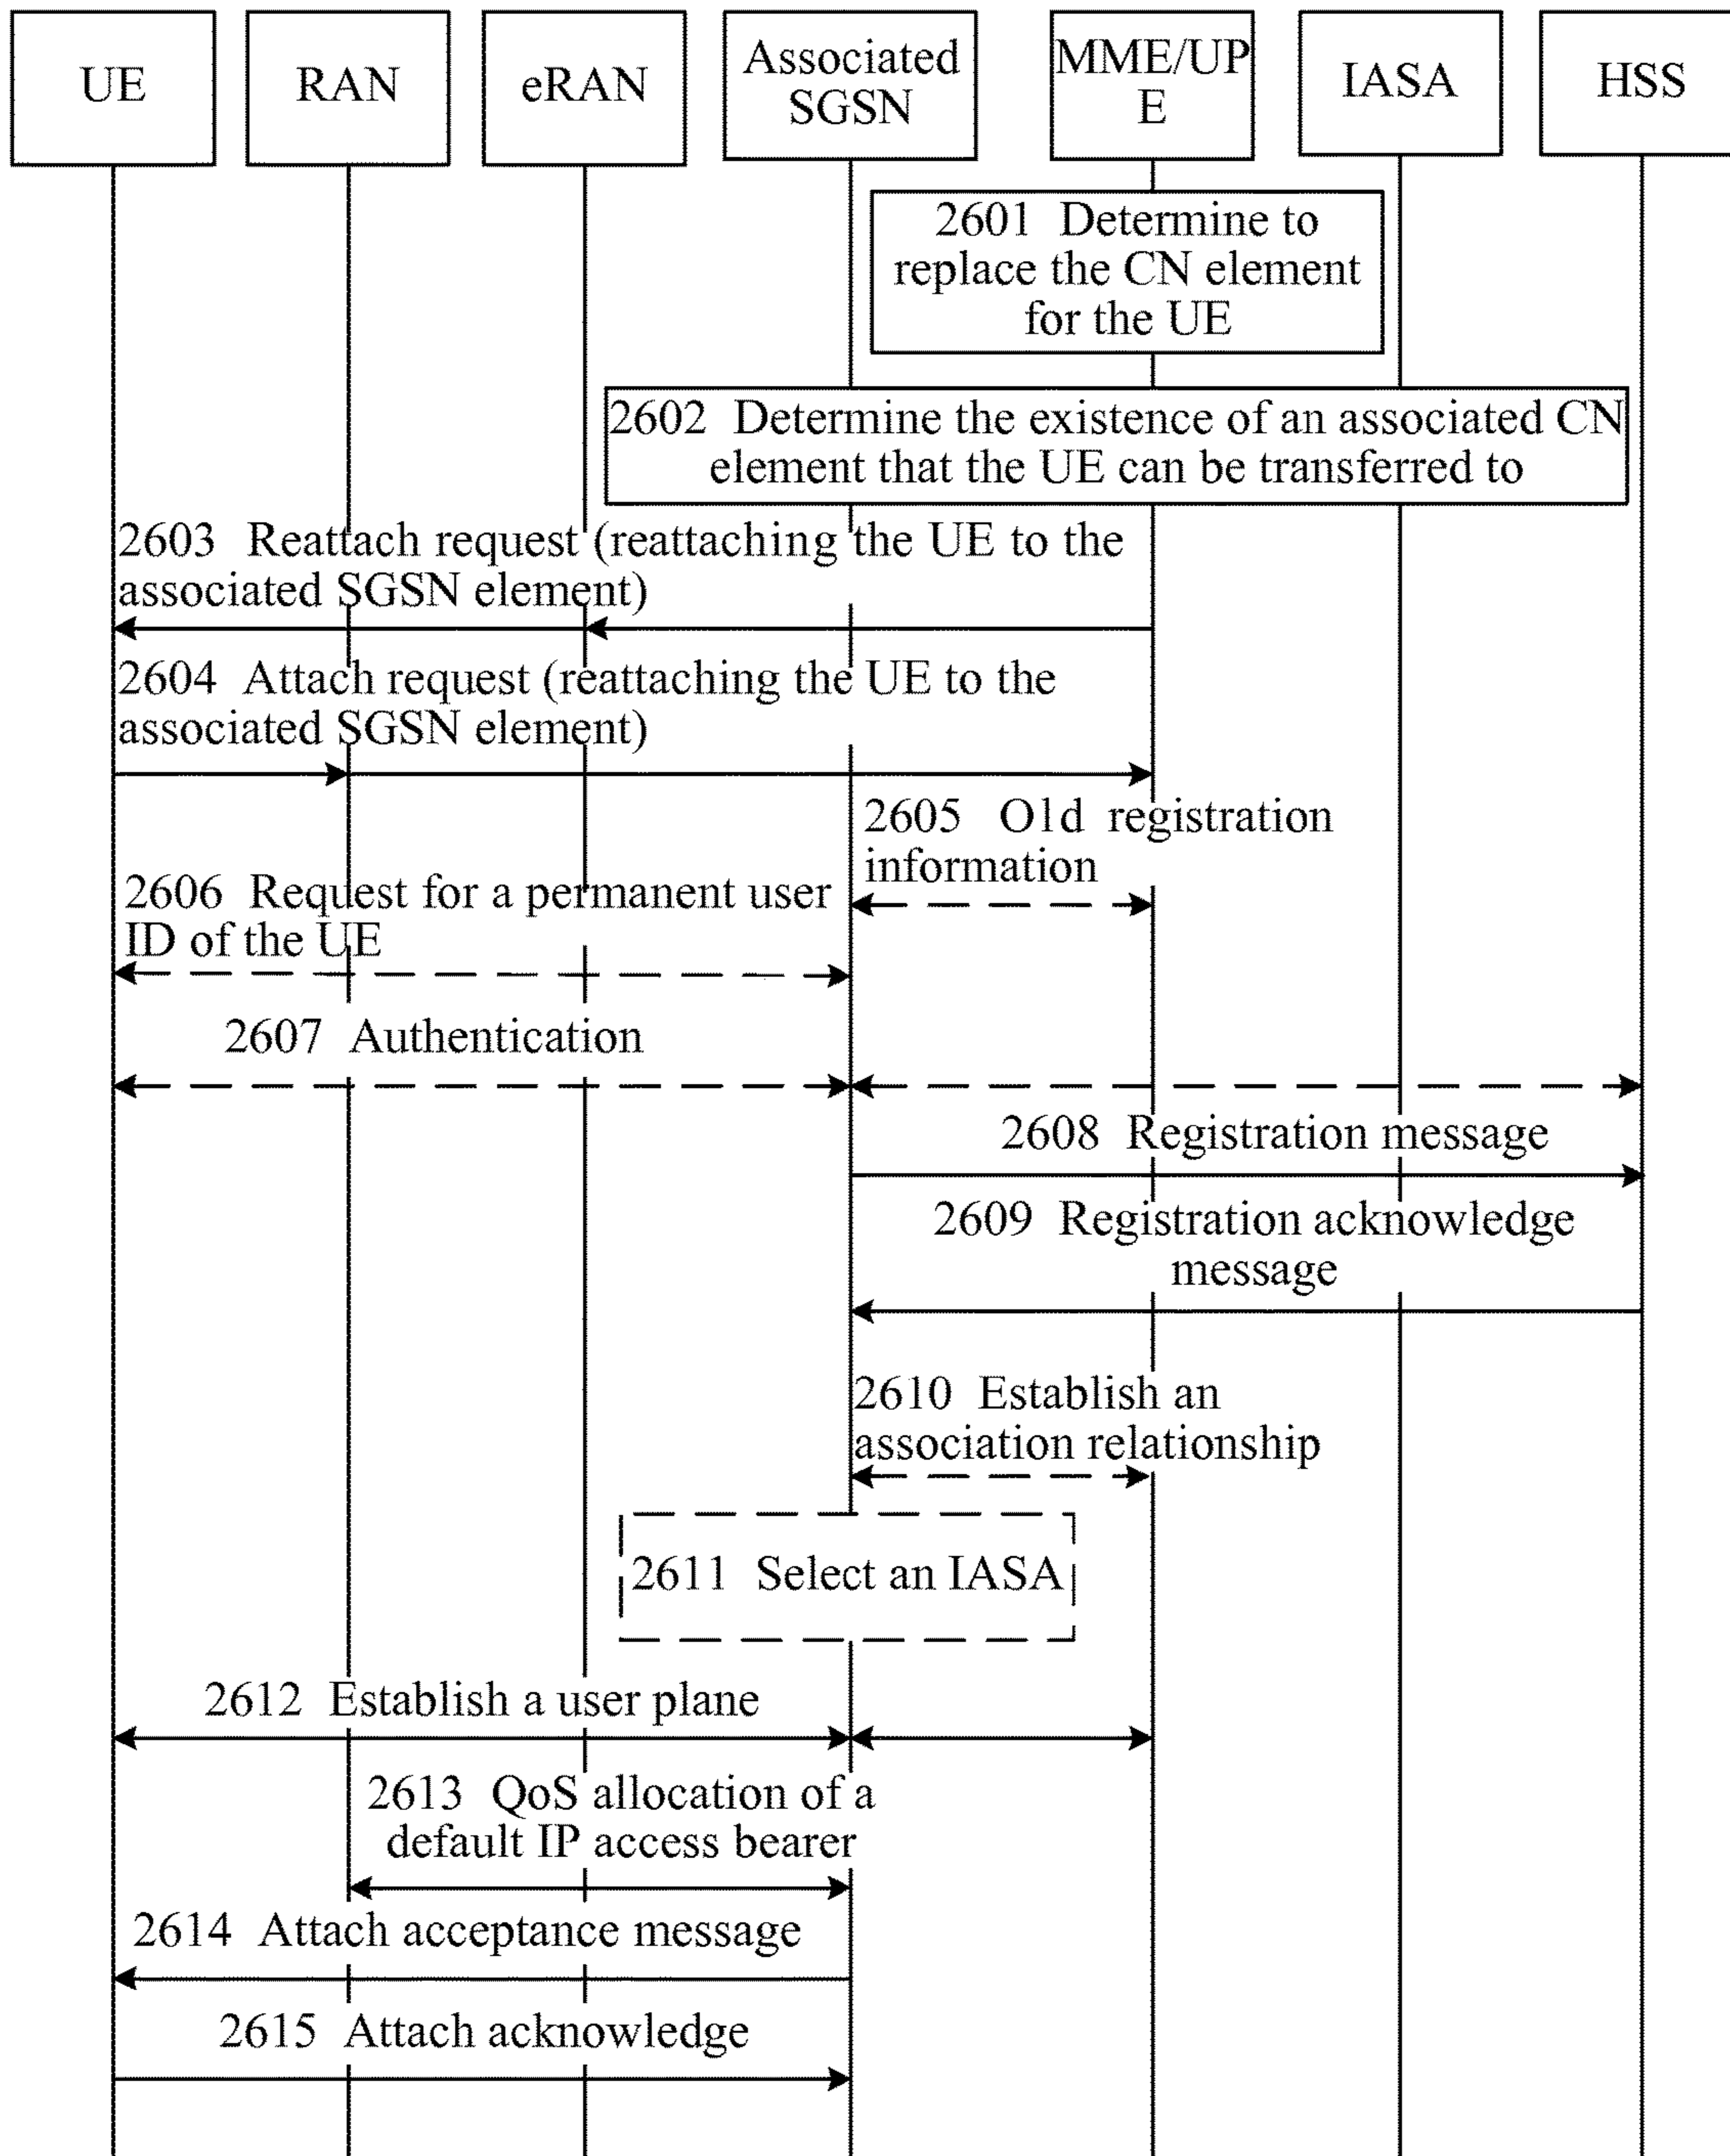 UE
RAN
eRAN
Associated
SGSN
MME/UP
E
IASA
HSS
2601 Determine to
replace the CN element
for the UE
2602 Determine the existence of an associated CN
element that the UE can be transferred to
2603 Reattach request (reattaching the UE to the
associated SGSN element)
2604 Attach request (reattaching the UE to the
associated SGSN element)
2605 Old registration
information
2606 Request for a permanent user
ID of the UE
2607 Authentication
2608 Registration message
2609 Registration acknowledge
message
2610 Establish an
association relationship
2611 Select an IASA
2612 Establish a user plane
2613 QoS allocation of a
default IP access bearer
2614 Attach acceptance message
2615 Attach acknowledge